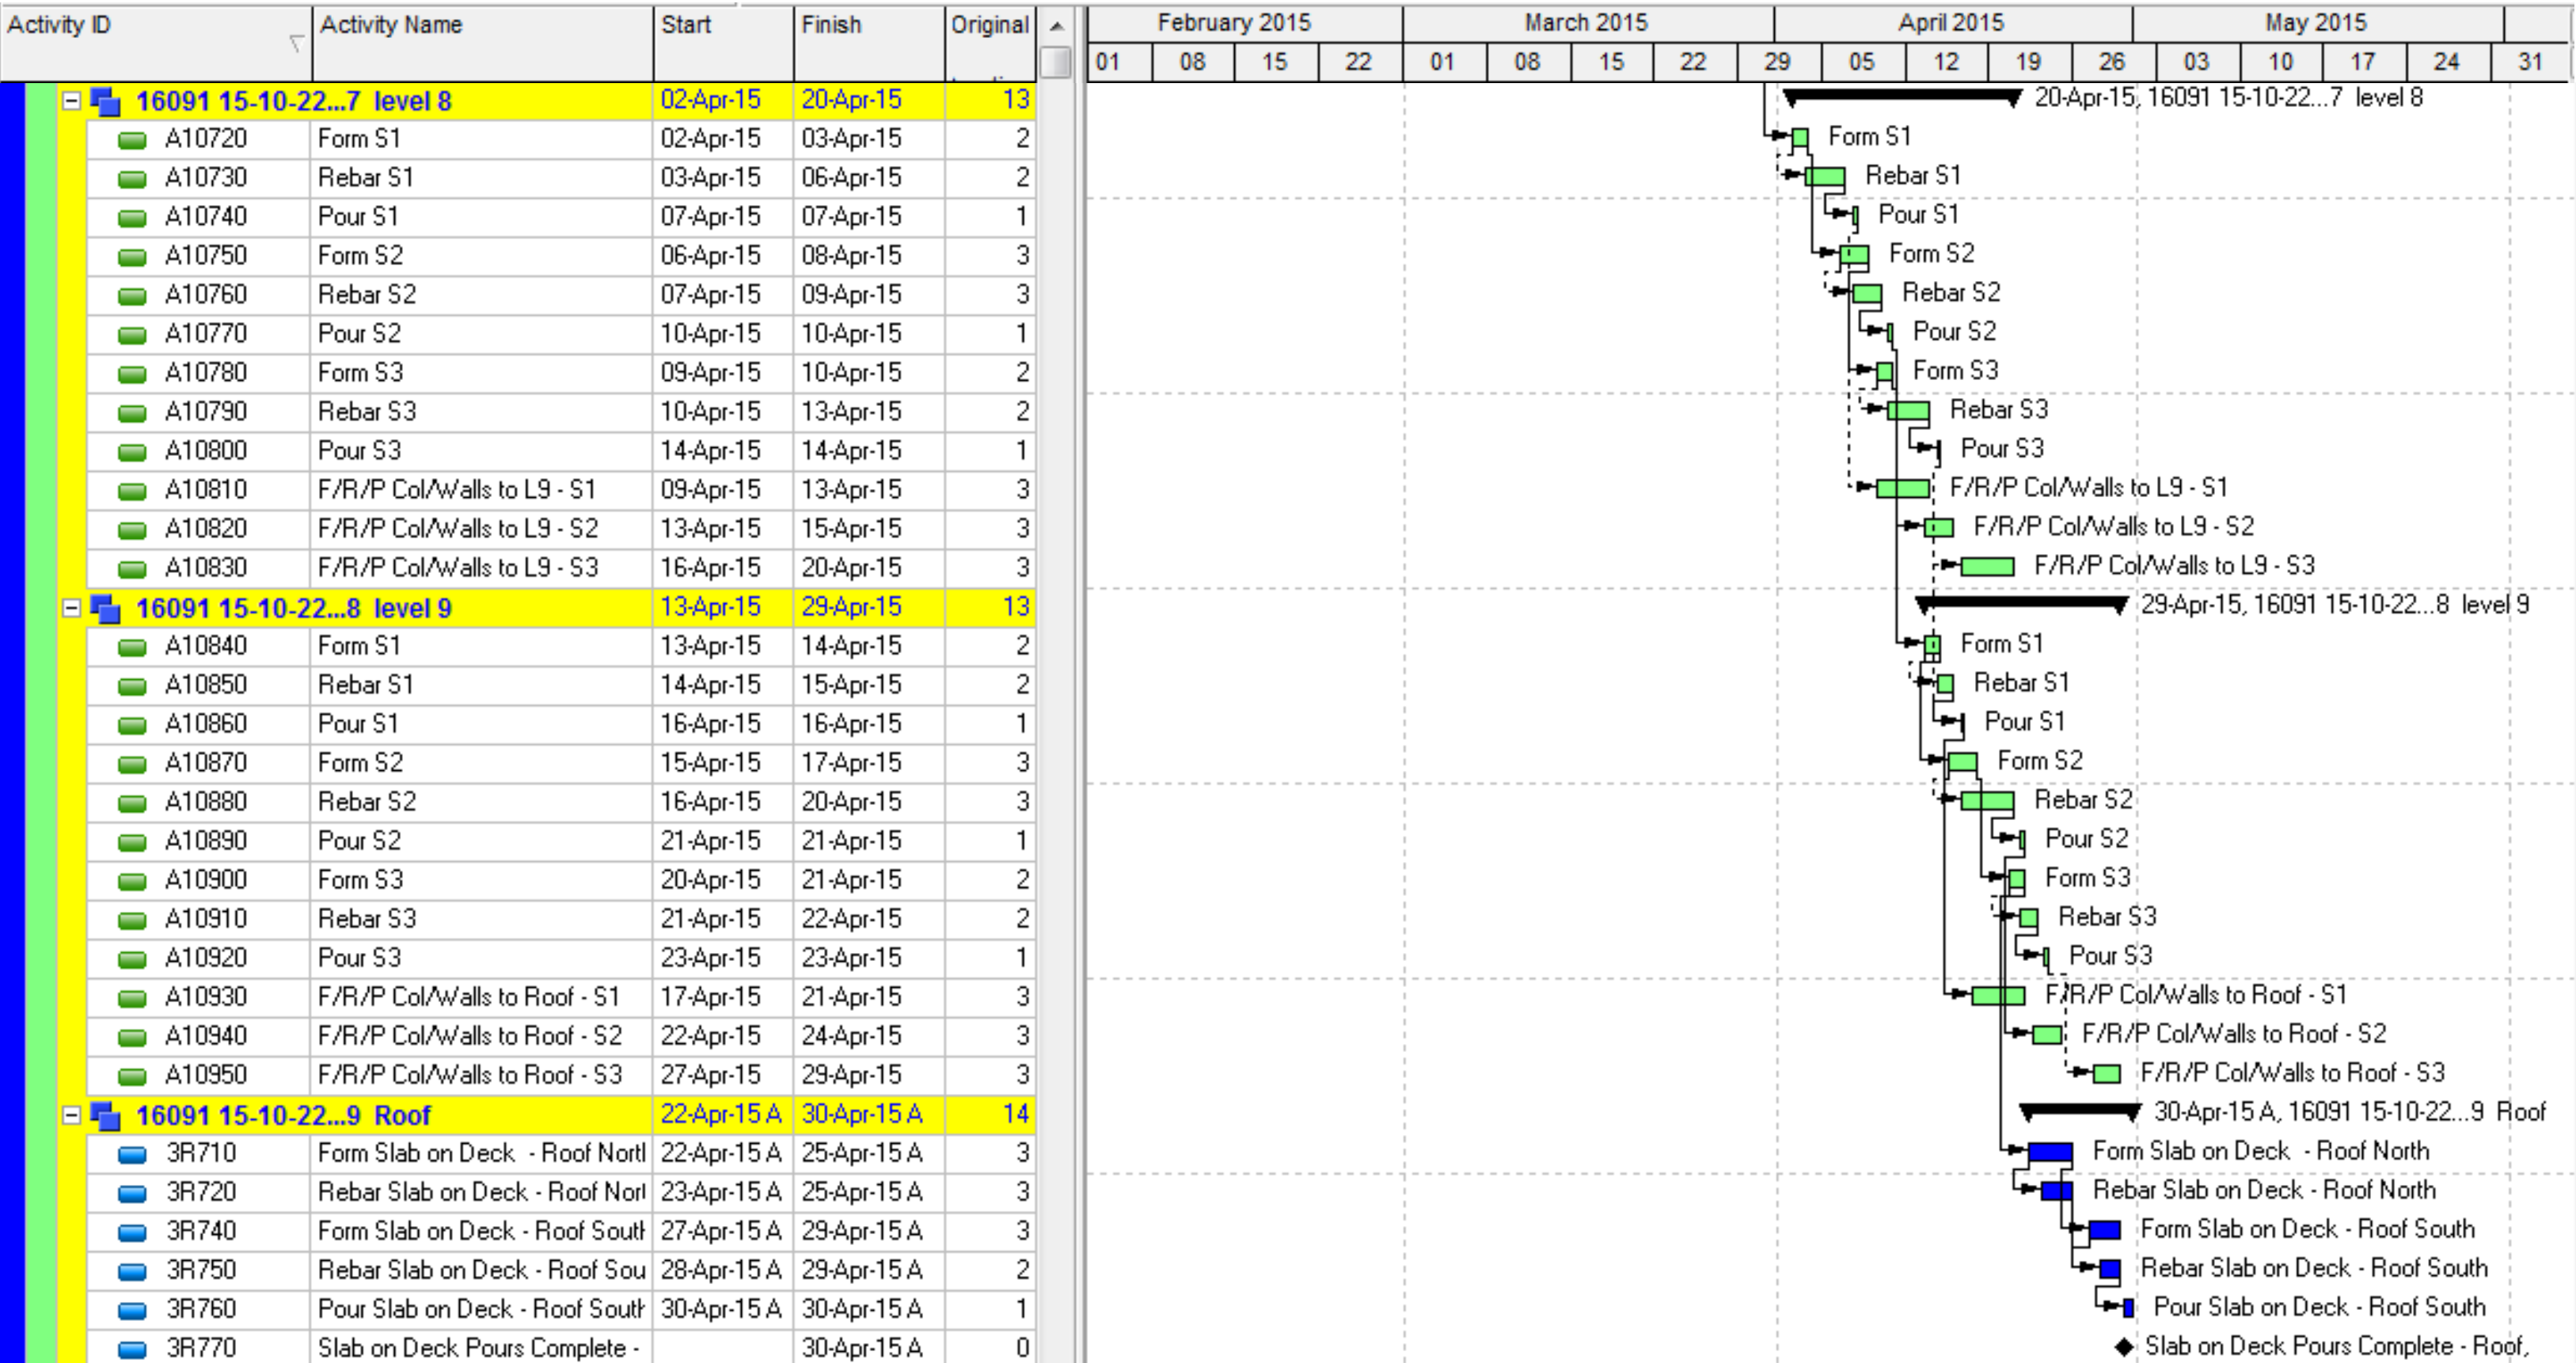 Activity ID Activity Name Start Finish Original February 2015 March 2015 April 2015 May 2015
01 08 15 22 01 08 15 22 29 05 12 19 26 03 10 17 24 31
16091 15-10-22...7 level 8 02-Apr-15 20-Apr-15 13 20-Apr-15, 16091 15-10-22...7 level 8
A10720 Form S1 02-Apr-15 03-Apr-15 2 Form S1
A10730 Rebar S1 03-Apr-15 06-Apr-15 2 Rebar S1
A10740 Pour S1 07-Apr-15 07-Apr-15 1 Pour S1
A10750 Form S2 06-Apr-15 08-Apr-15 3 Form S2
A10760 Rebar S2 07-Apr-15 09-Apr-15 3 Rebar S2
A10770 Pour S2 10-Apr-15 10-Apr-15 1 Pour S2
A10780 Form S3 09-Apr-15 10-Apr-15 2 Form S3
A10790 Rebar S3 10-Apr-15 13-Apr-15 2 Rebar S3
A10800 Pour S3 14-Apr-15 14-Apr-15 1 Pour S3
A10810 F/R/P Col/Walls to L9 - S1 09-Apr-15 13-Apr-15 3 F/R/P Col/Walls to L9 - S1
A10820 F/R/P Col/Walls to L9 - S2 13-Apr-15 15-Apr-15 3 F/R/P Col/Walls to L9 - S2
A10830 F/R/P Col/Walls to L9 - S3 16-Apr-15 20-Apr-15 3 F/R/P Col/Walls to L9 - S3
16091 15-10-22...8 level 9 13-Apr-15 29-Apr-15 13 29-Apr-15, 16091 15-10-22...8 level 9
A10840 Form S1 13-Apr-15 14-Apr-15 2 Form S1
A10850 Rebar S1 14-Apr-15 15-Apr-15 2 Rebar S1
A10860 Pour S1 16-Apr-15 16-Apr-15 1 Pour S1
A10870 Form S2 15-Apr-15 17-Apr-15 3 Form S2
A10880 Rebar S2 16-Apr-15 20-Apr-15 3 Rebar S2
A10890 Pour S2 21-Apr-15 21-Apr-15 1 Pour S2
A10900 Form S3 20-Apr-15 21-Apr-15 2 Form S3
A10910 Rebar S3 21-Apr-15 22-Apr-15 2 Rebar S3
A10920 Pour S3 23-Apr-15 23-Apr-15 1 Pour S3
A10930 F/R/P Col/Walls to Roof - S1 17-Apr-15 21-Apr-15 3 F/R/P Col/Walls to Roof - S1
A10940 F/R/P Col/Walls to Roof - S2 22-Apr-15 24-Apr-15 3 F/R/P Col/Walls to Roof - S2
A10950 F/R/P Col/Walls to Roof - S3 27-Apr-15 29-Apr-15 3 F/R/P Col/Walls to Roof - S3
16091 15-10-22...9 Roof 22-Apr-15 A 30-Apr-15 A 14 30-Apr-15 A, 16091 15-10-22...9 Roof
3R710 Form Slab on Deck - Roof Nortl 22-Apr-15 A 25-Apr-15 A 3 Form Slab on Deck - Roof North
3R720 Rebar Slab on Deck - Roof Nor 23-Apr-15 A 25-Apr-15 A 3 Rebar Slab on Deck - Roof North
3R740 Form Slab on Deck - Roof South 27-Apr-15 A 29-Apr-15 A 3 Form Slab on Deck - Roof South
3R750 Rebar Slab on Deck - Roof Sou 28-Apr-15 A 29-Apr-15 A 2 Rebar Slab on Deck - Roof South
3R760 Pour Slab on Deck - Roof South 30-Apr-15 A 30-Apr-15 A 1 Pour Slab on Deck - Roof South
3R770 Slab on Deck Pours Complete - 30-Apr-15 A 0 Slab on Deck Pours Complete - Roof,